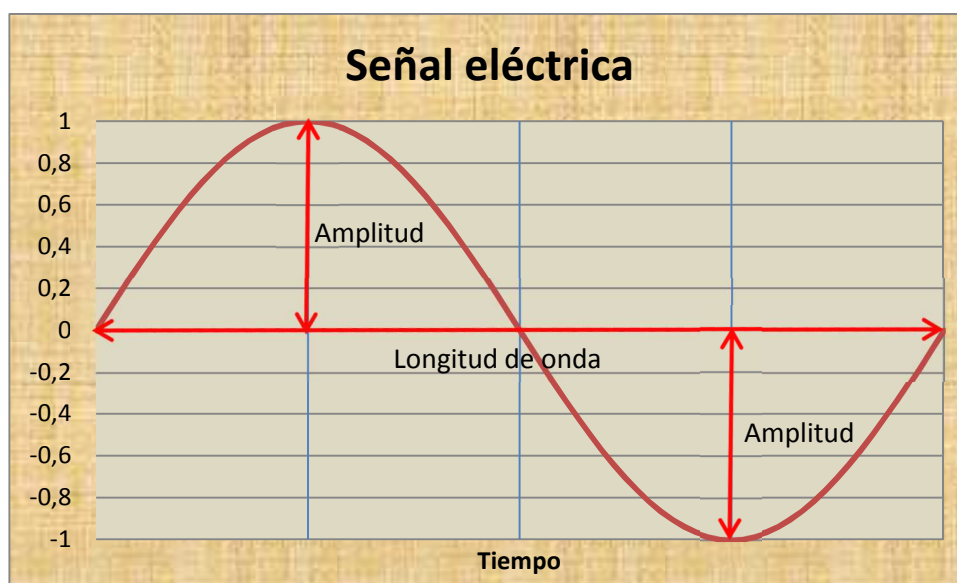 Señal eléctrica
1
0,8
0,6
Amplitud
0,4
0,2
0
Longitud de onda
-0,2
-0,4
Amplitud
-0,6
-0,8
-1
Tiempo